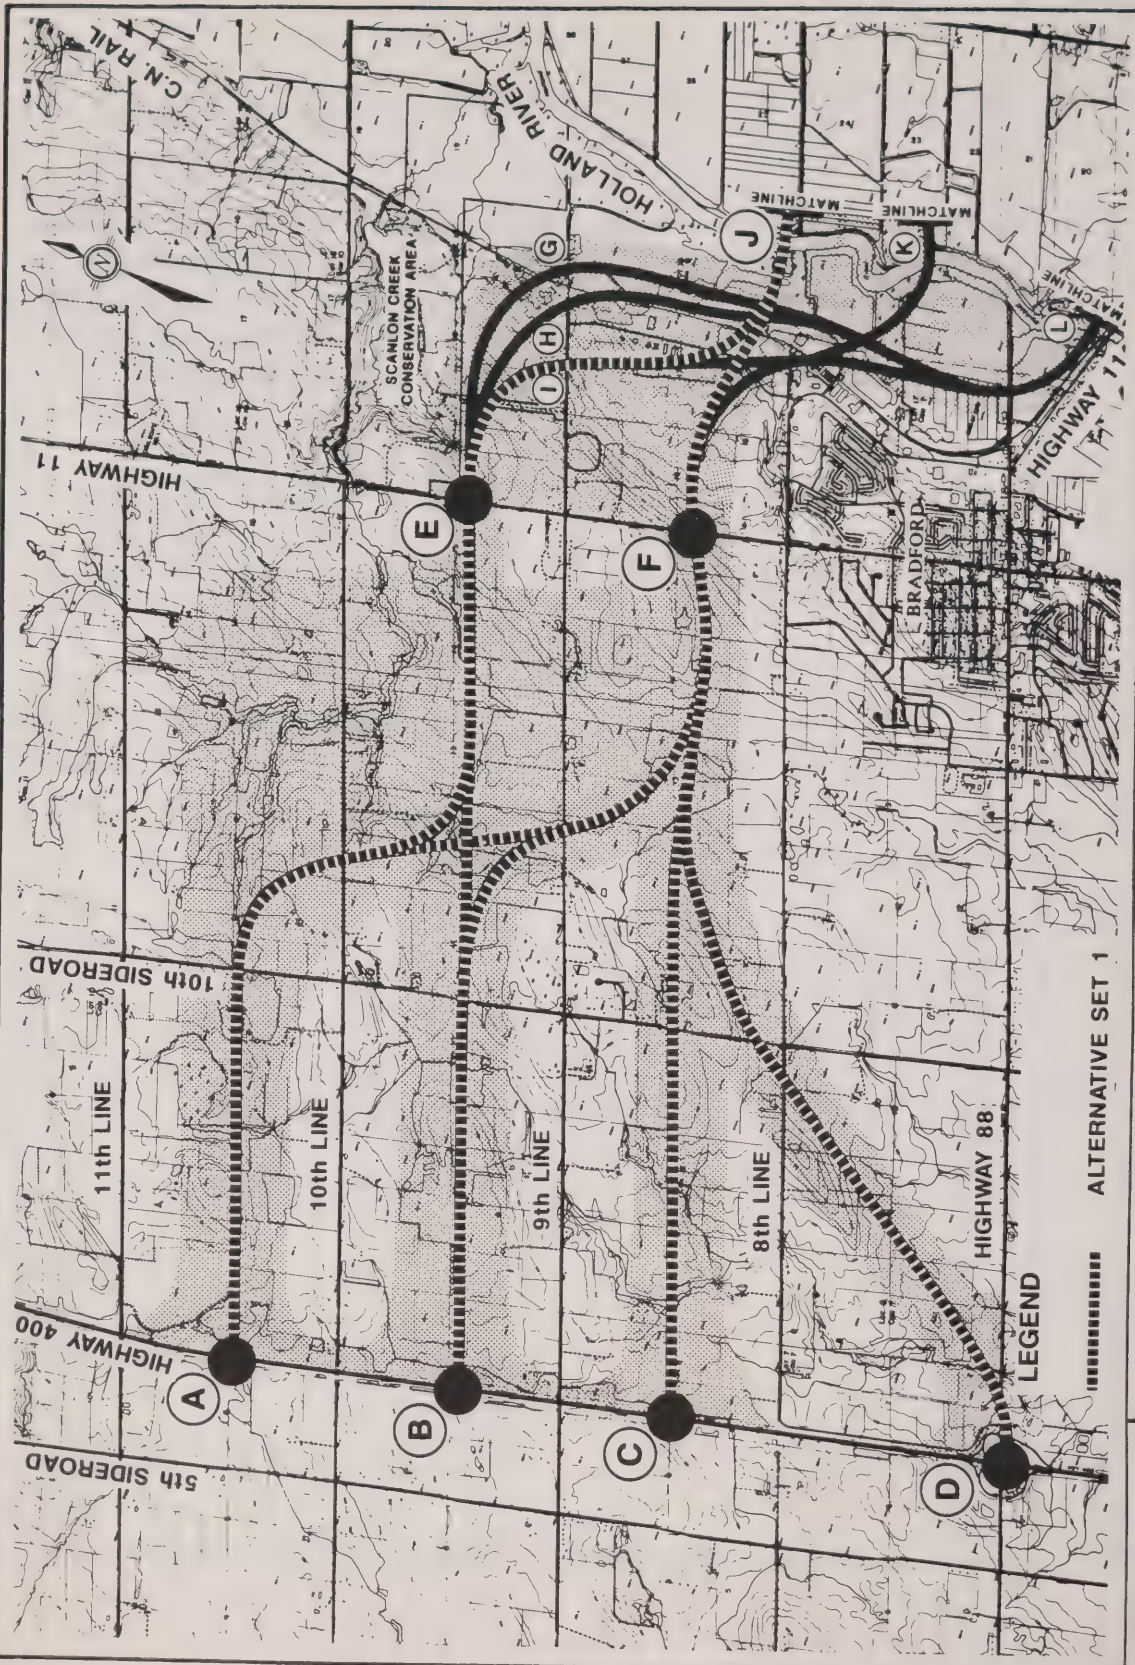 C.N. RAIL
N
HOLLAND RIVER
SCANLON CREEK
CONSERVATION AREA
HIGHWAY 11
G
H
I
J
MATCHLINE
MATCHLINE
MATCHLINE
K
L
MATCHLINE
HIGHWAY 11
E
F
BRADFORD
10th SIDEROAD
11th LINE
10th LINE
9th LINE
8th LINE
HIGHWAY 88
HIGHWAY 400
A
B
C
D
5th SIDEROAD
LEGEND
ALTERNATIVE SET 1